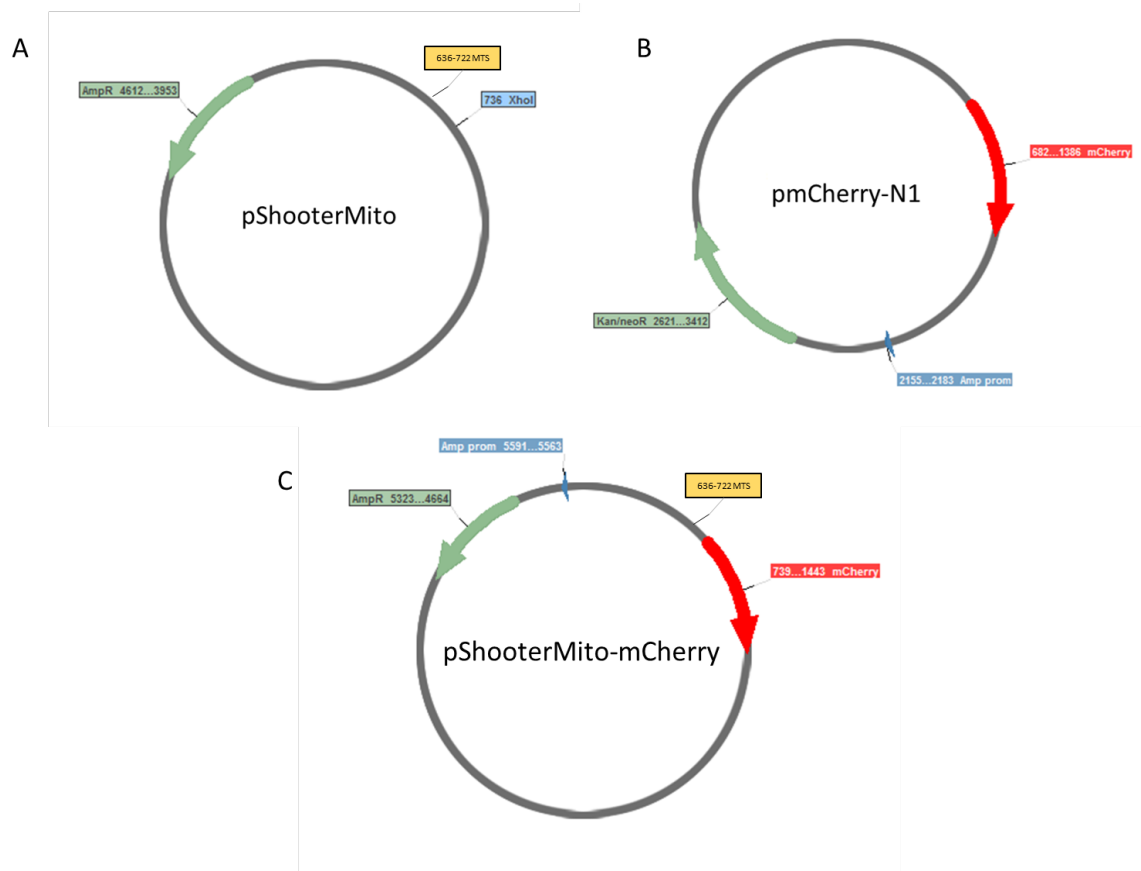 A
636-722 MTS
AmpR 4612...3953
736 XhoI
pShooterMito
B
682...1386 mCherry
pmCherry-N1
Kan/neoR 2621...3412
2155...2183 Amp prom
C
Amp prom 5591...5563
636-722 MTS
AmpR 5323...4664
739...1443 mCherry
pShooterMito-mCherry